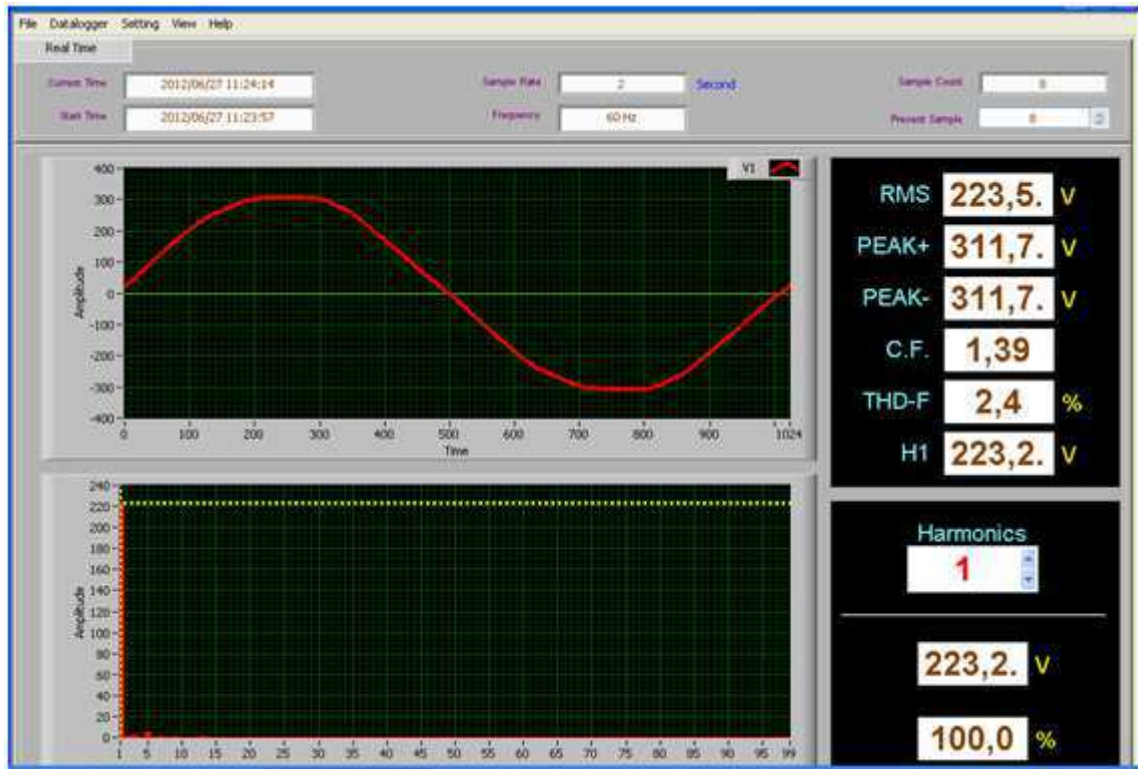 File Datalogger Setting View Help
Real Time
Current Time 2012/06/27 11:24:14 Sample Rate 2 Second Sample Count 8
Start Time 2012/06/27 11:23:57 Frequency 60 Hz Present Sample 8
V1
Amplitude
400
300
200
100
0
-100
-200
-300
-400
0 100 200 300 400 500 600 700 800 900 1024
Time
RMS 223,5. V
PEAK+ 311,7. V
PEAK- 311,7. V
C.F. 1,39
THD-F 2,4 %
H1 223,2. V
Amplitude
240
220
200
180
160
140
120
100
80
60
40
20
0
1 5 10 15 20 25 30 35 40 45 50 55 60 65 70 75 80 85 90 95 99
Harmonics
1
223,2. V
100,0 %